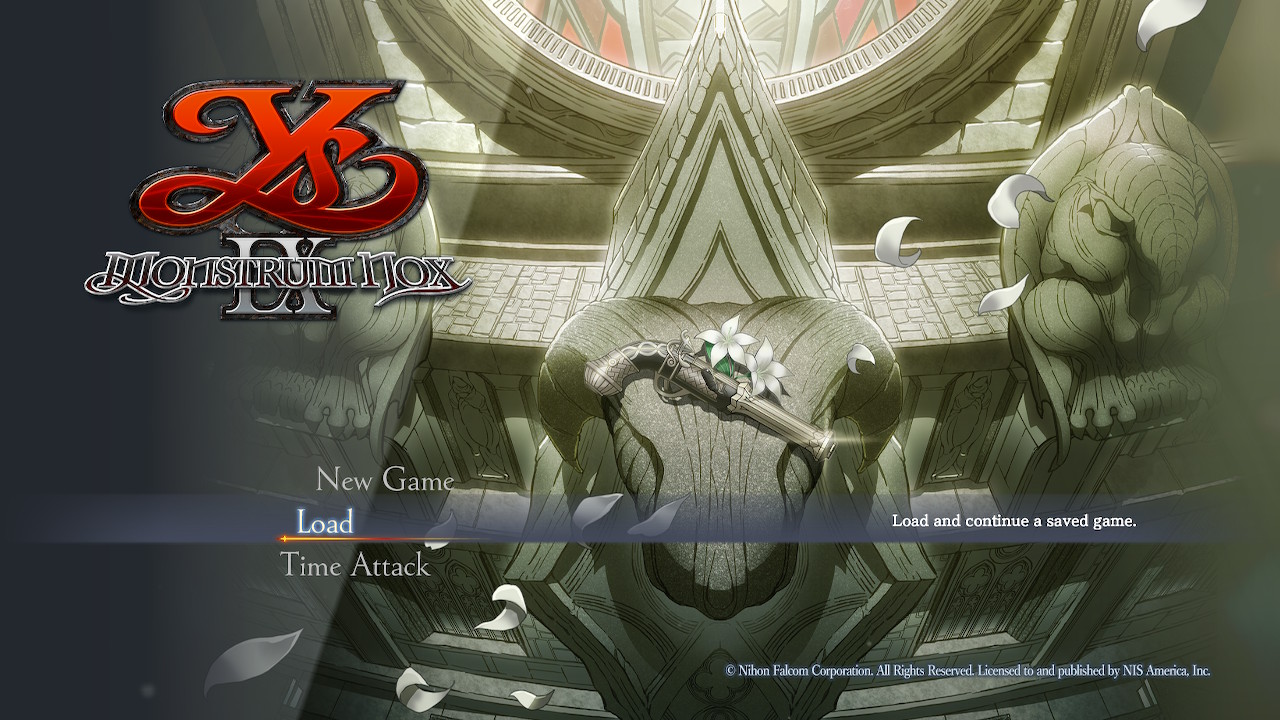 Ys
IX
MONSTRUM NOX
New Game
Load
Load and continue a saved game.
Time Attack
© Nihon Falcom Corporation. All Rights Reserved. Licensed to and published by NIS America, Inc.